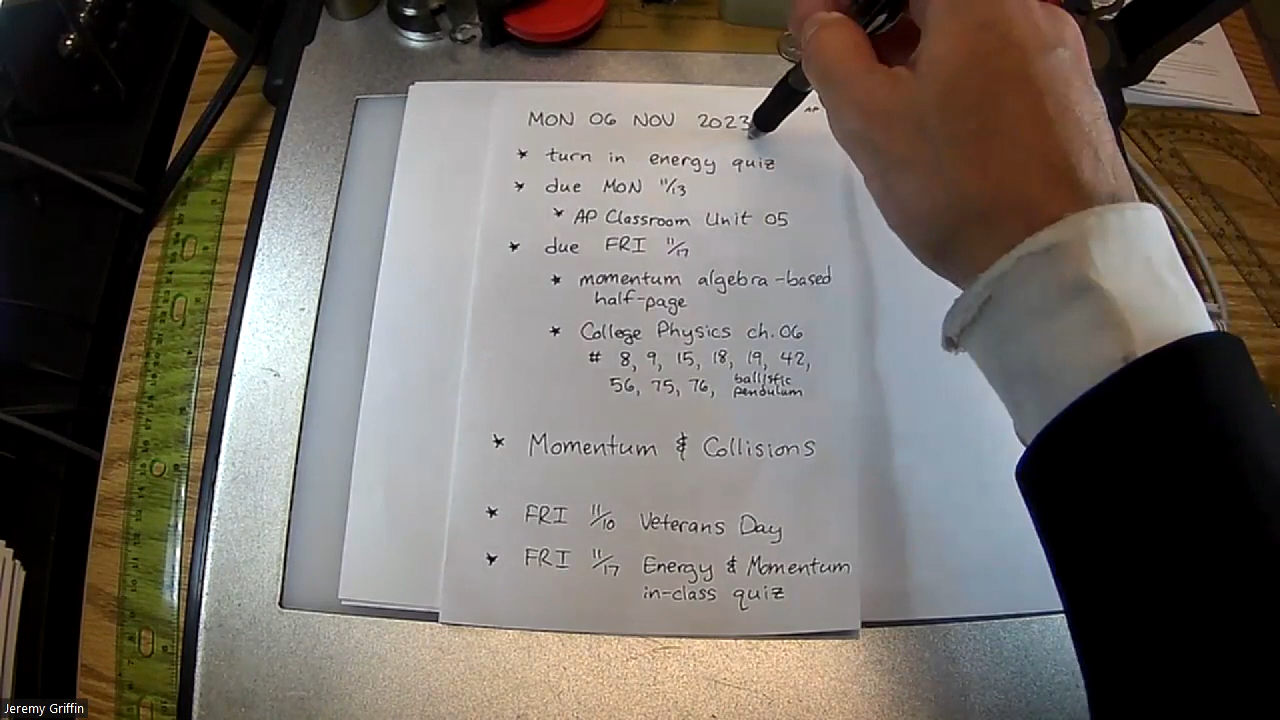 MON 06 NOV 2023
AP
* turn in energy quiz
* due MON 11/13
* AP Classroom Unit 05
* due FRI 11/17
* momentum algebra-based
half-page
* College Physics ch. 06
# 8, 9, 15, 18, 19, 42,
56, 75, 76, ballistic
pendulum
* Momentum & Collisions
* FRI 11/10 Veterans Day
* FRI 11/17 Energy & Momentum
in-class quiz
Jeremy Griffin